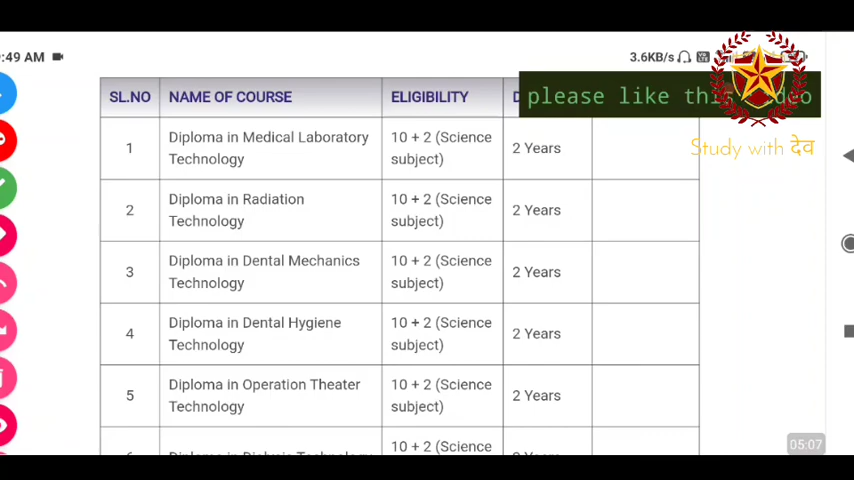 :49 AM
3.6KB/s
please like this video
Study with देव
SL.NO NAME OF COURSE ELIGIBILITY D
1 Diploma in Medical Laboratory Technology 10 + 2 (Science subject) 2 Years
2 Diploma in Radiation Technology 10 + 2 (Science subject) 2 Years
3 Diploma in Dental Mechanics Technology 10 + 2 (Science subject) 2 Years
4 Diploma in Dental Hygiene Technology 10 + 2 (Science subject) 2 Years
5 Diploma in Operation Theater Technology 10 + 2 (Science subject) 2 Years
10 + 2 (Science
05:07